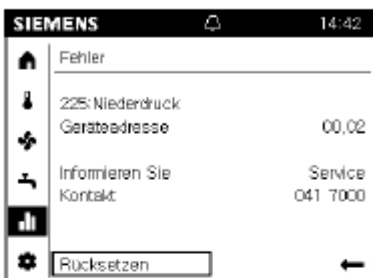 SIEMENS 14:42
Fehler
225:Niederdruck
Geräteadresse 00,02
Informieren Sie Service
Kontakt 041 7000
Rücksetzen